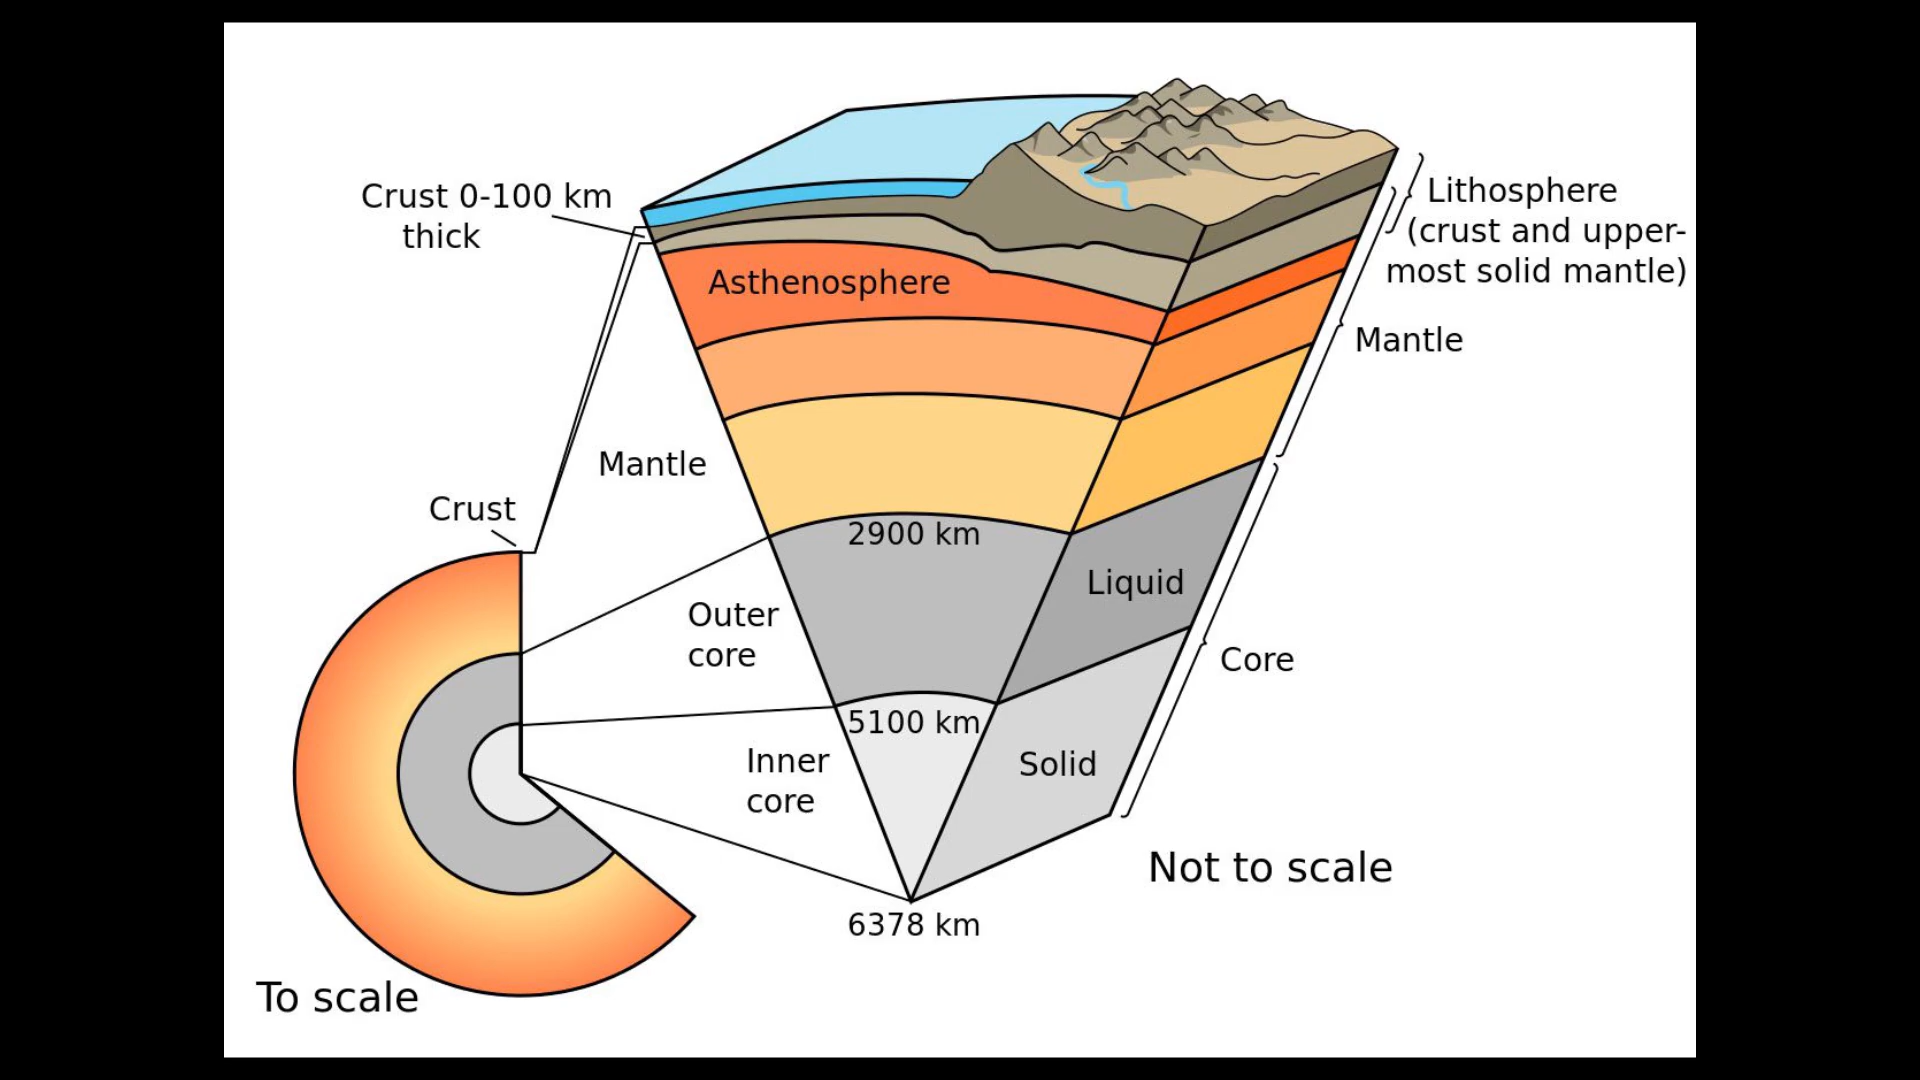 Crust 0-100 km
thick
Lithosphere
(crust and upper-
most solid mantle)
Asthenosphere
Mantle
Mantle
Crust
2900 km
Liquid
Outer
core
Core
5100 km
Inner
core
Solid
Not to scale
6378 km
To scale